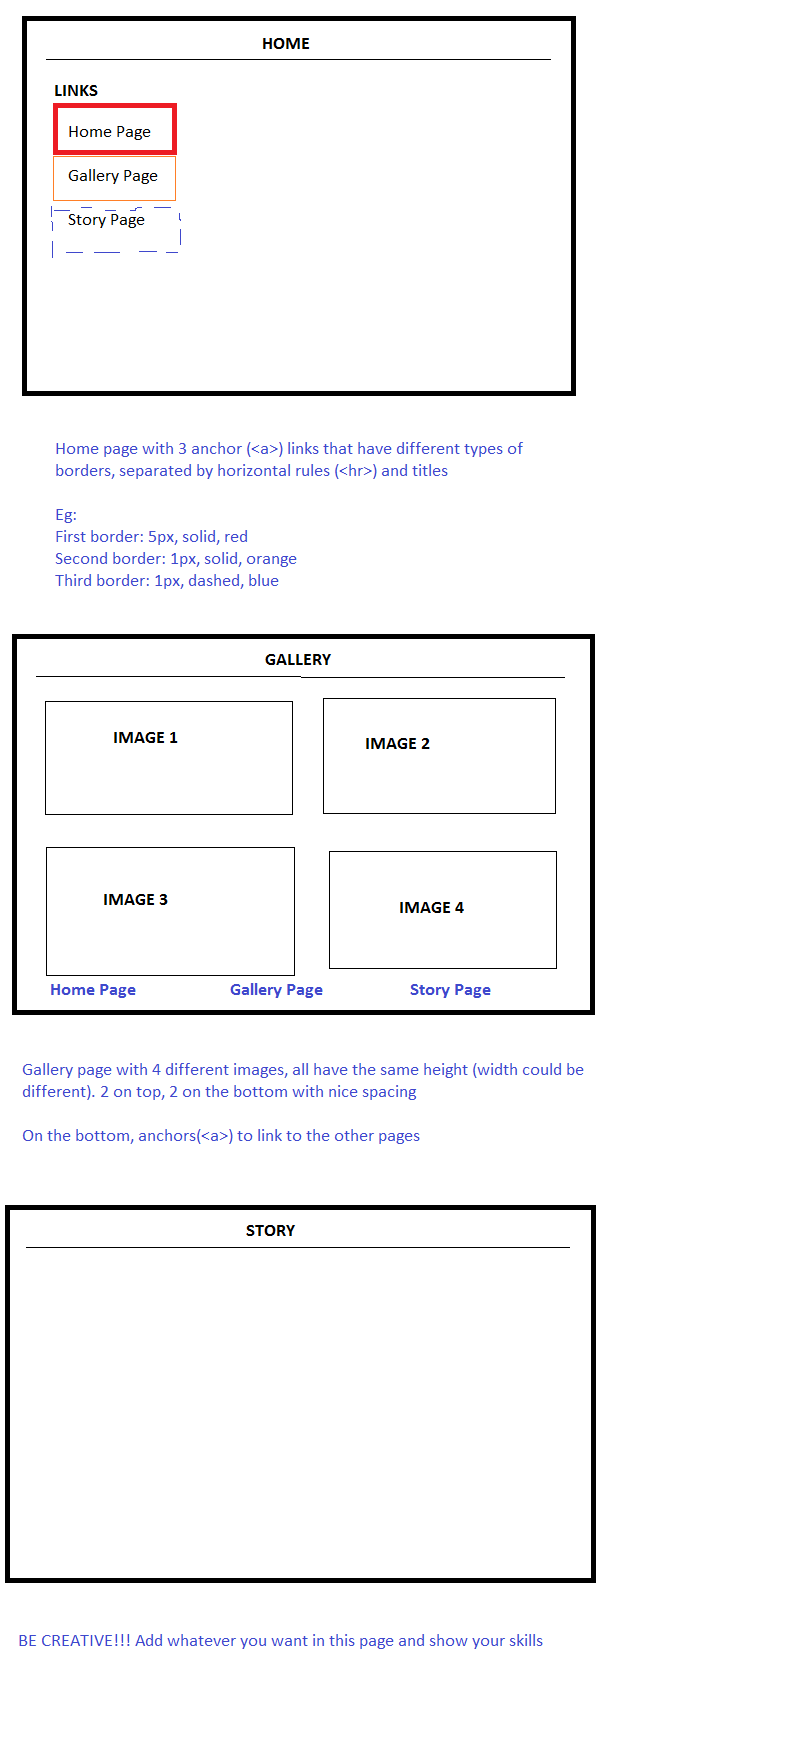 HOME
LINKS
Home Page
Gallery Page
Story Page
Home page with 3 anchor (<a>) links that have different types of
borders, separated by horizontal rules (<hr>) and titles
Eg:
First border: 5px, solid, red
Second border: 1px, solid, orange
Third border: 1px, dashed, blue
GALLERY
IMAGE 1
IMAGE 2
IMAGE 3
IMAGE 4
Home Page Gallery Page Story Page
Gallery page with 4 different images, all have the same height (width could be
different). 2 on top, 2 on the bottom with nice spacing
On the bottom, anchors(<a>) to link to the other pages
STORY
BE CREATIVE!!! Add whatever you want in this page and show your skills